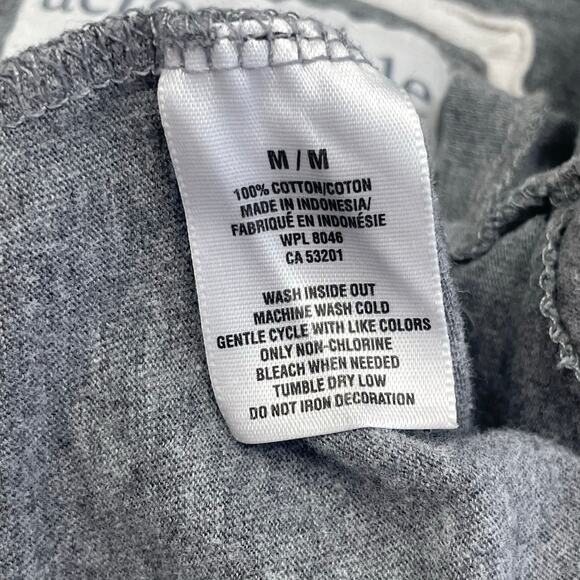 M / M
100% COTTON/COTON
MADE IN INDONESIA/
FABRIQUÉ EN INDONÉSIE
WPL 8046
CA 53201
WASH INSIDE OUT
MACHINE WASH COLD
GENTLE CYCLE WITH LIKE COLORS
ONLY NON-CHLORINE
BLEACH WHEN NEEDED
TUMBLE DRY LOW
DO NOT IRON DECORATION